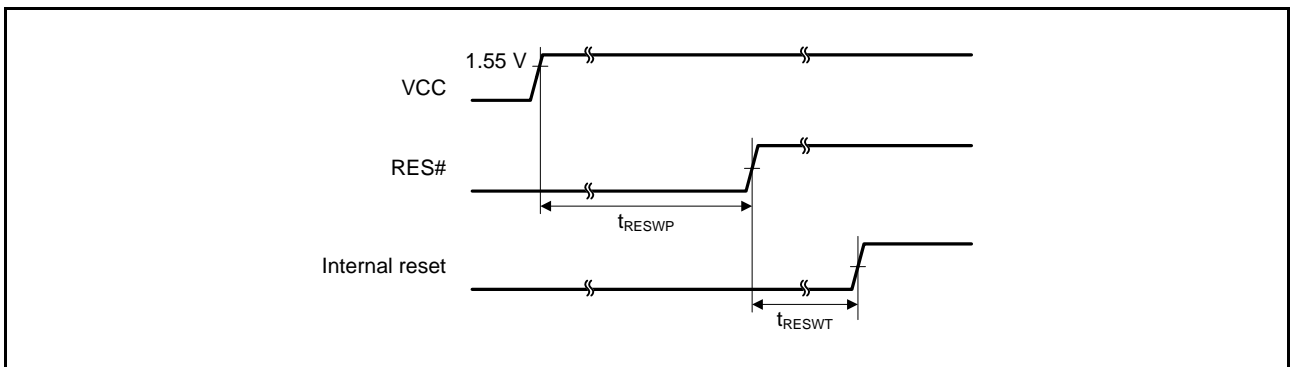 1.55 V
VCC
RES#
tRESWP
Internal reset
tRESWT